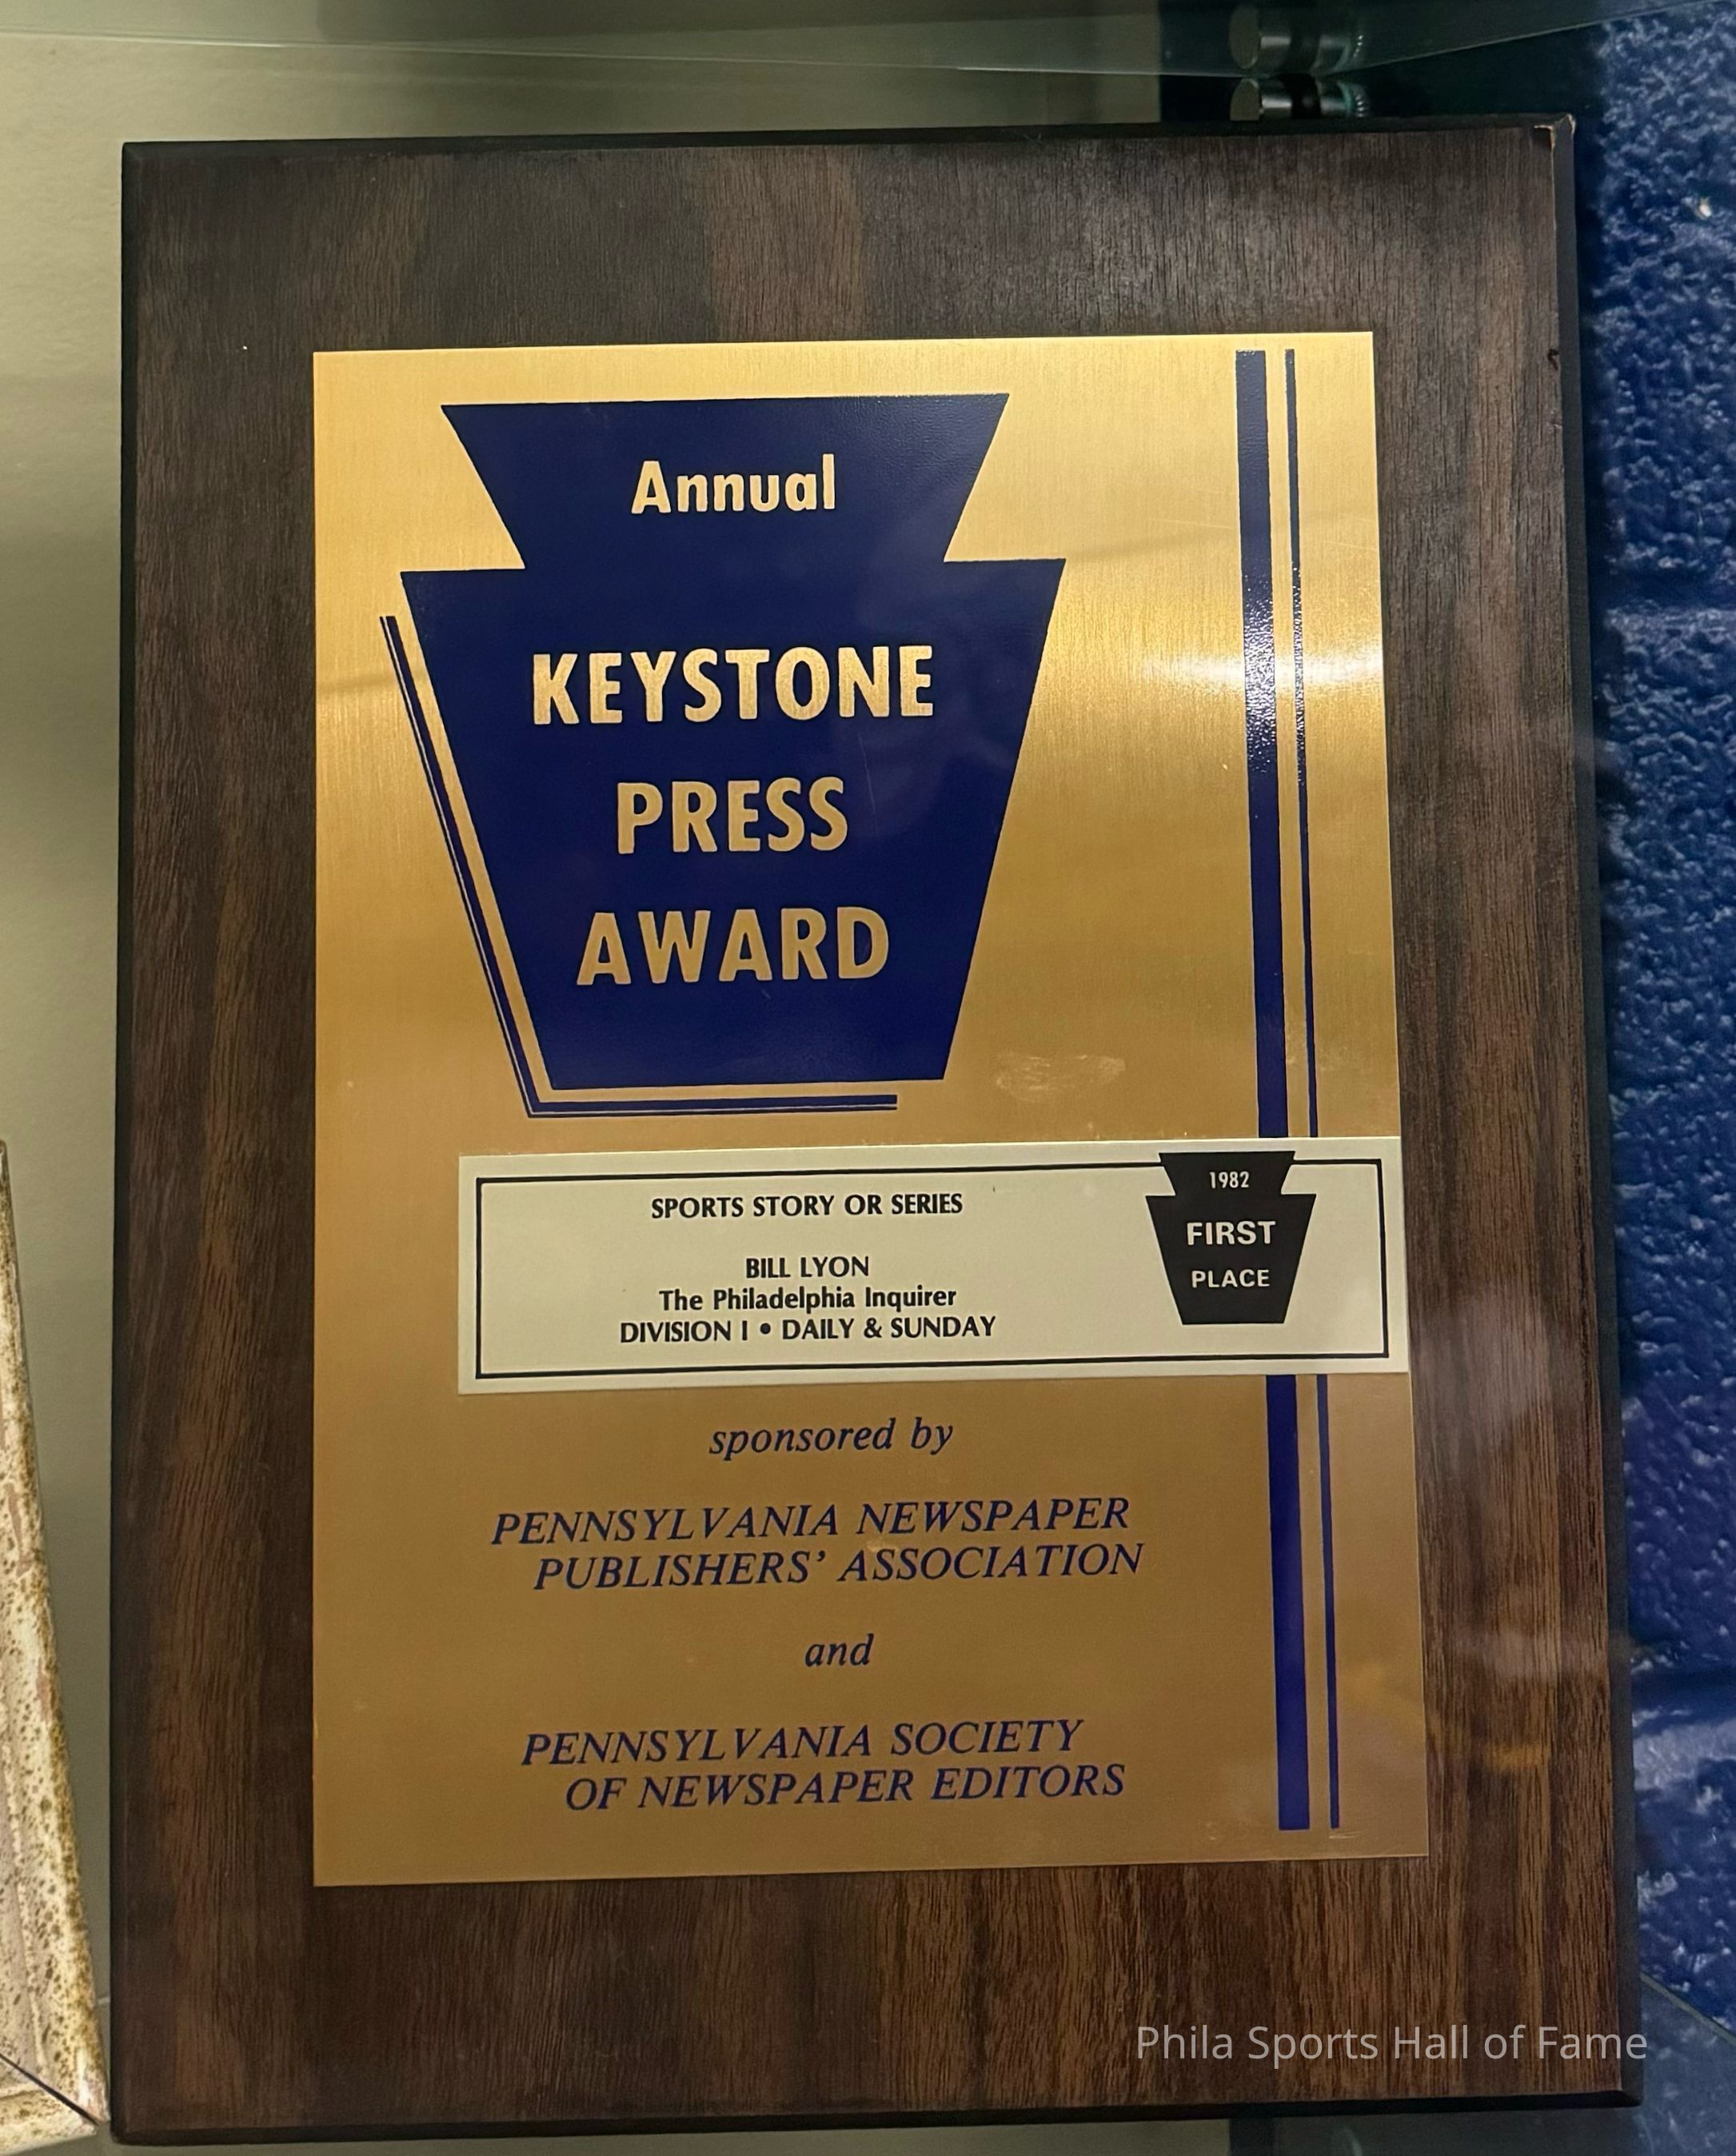 Annual
KEYSTONE
PRESS
AWARD
SPORTS STORY OR SERIES
BILL LYON
The Philadelphia Inquirer
DIVISION I • DAILY & SUNDAY
1982
FIRST
PLACE
sponsored by
PENNSYLVANIA NEWSPAPER
PUBLISHERS’ ASSOCIATION
and
PENNSYLVANIA SOCIETY
OF NEWSPAPER EDITORS
Phila Sports Hall of Fame